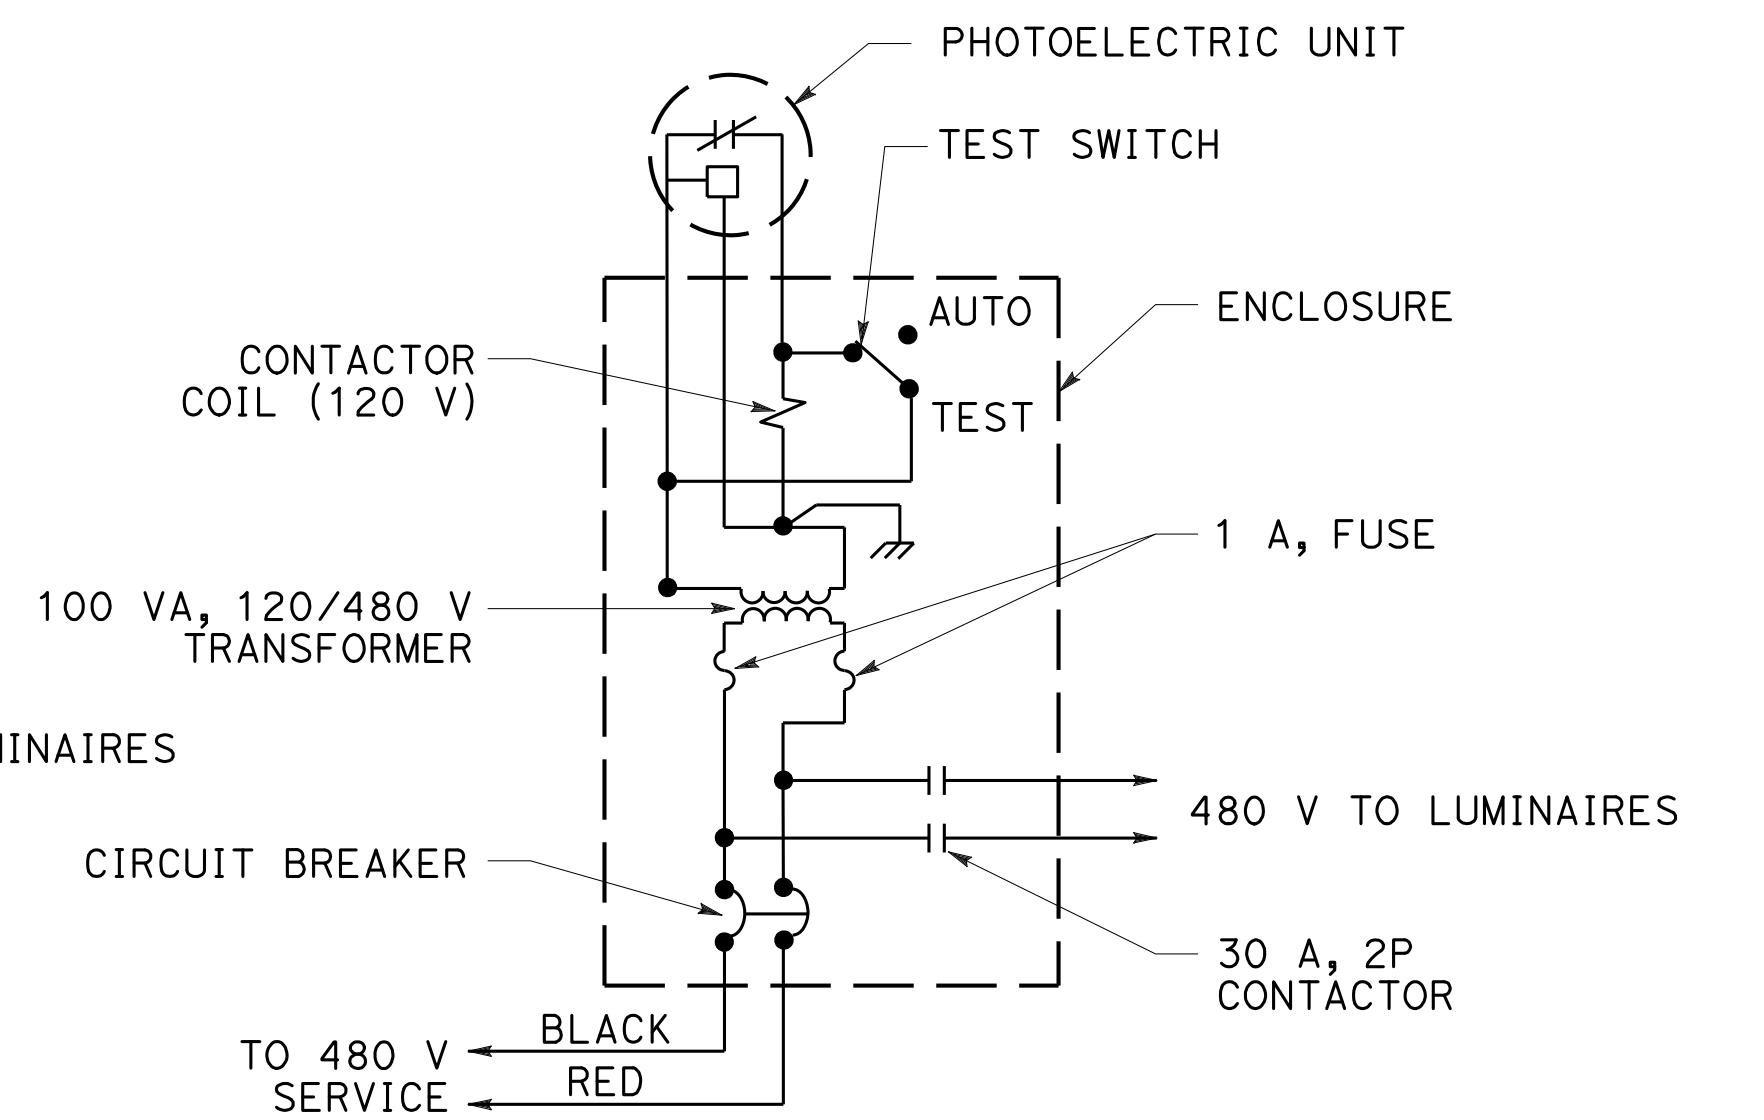 PHOTOELECTRIC UNIT
TEST SWITCH
AUTO
ENCLOSURE
CONTACTOR
COIL (120 V)
TEST
1 A, FUSE
100 VA, 120/480 V
TRANSFORMER
480 V TO LUMINAIRES
CIRCUIT BREAKER
30 A, 2P
CONTACTOR
BLACK
TO 480 V
RED
SERVICE